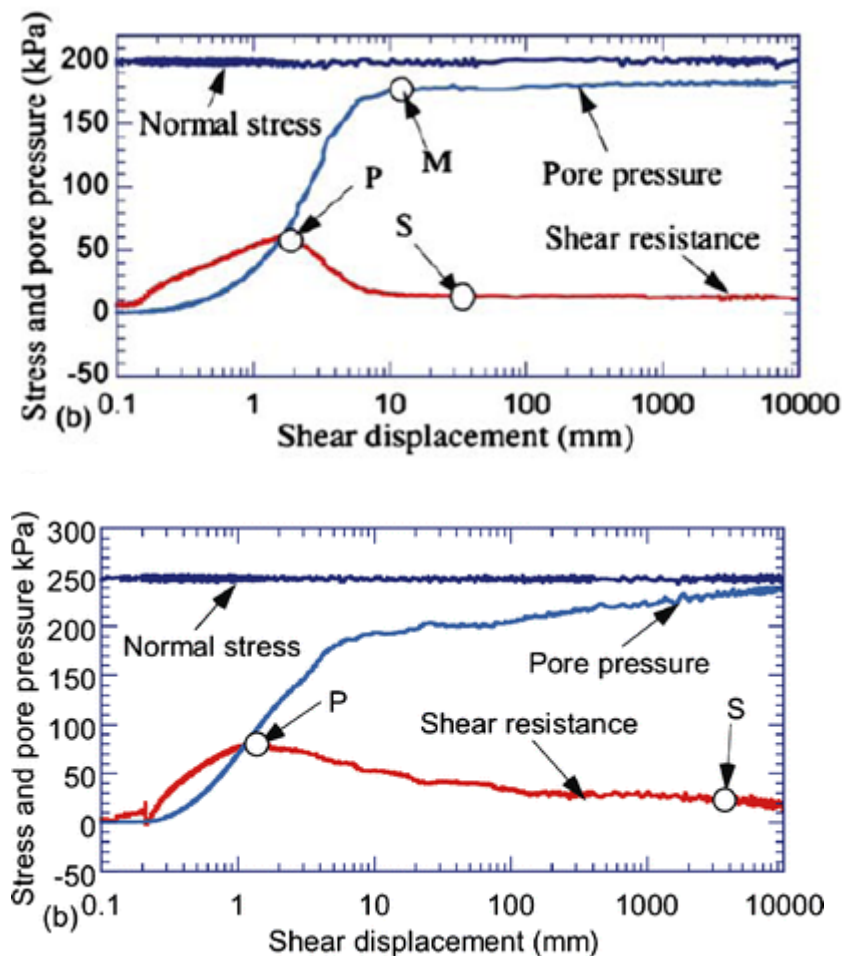 Stress and pore pressure (kPa)
200
150
100
50
0
-50
Normal stress
M
P
Pore pressure
S
Shear resistance
0.1 1 10 100 1000 10000
(b)
Shear displacement (mm)
Stress and pore pressure kPa)
300
250
200
150
100
50
0
-50
Normal stress
Pore pressure
P
Shear resistance
S
0.1 1 10 100 1000 10000
(b)
Shear displacement (mm)